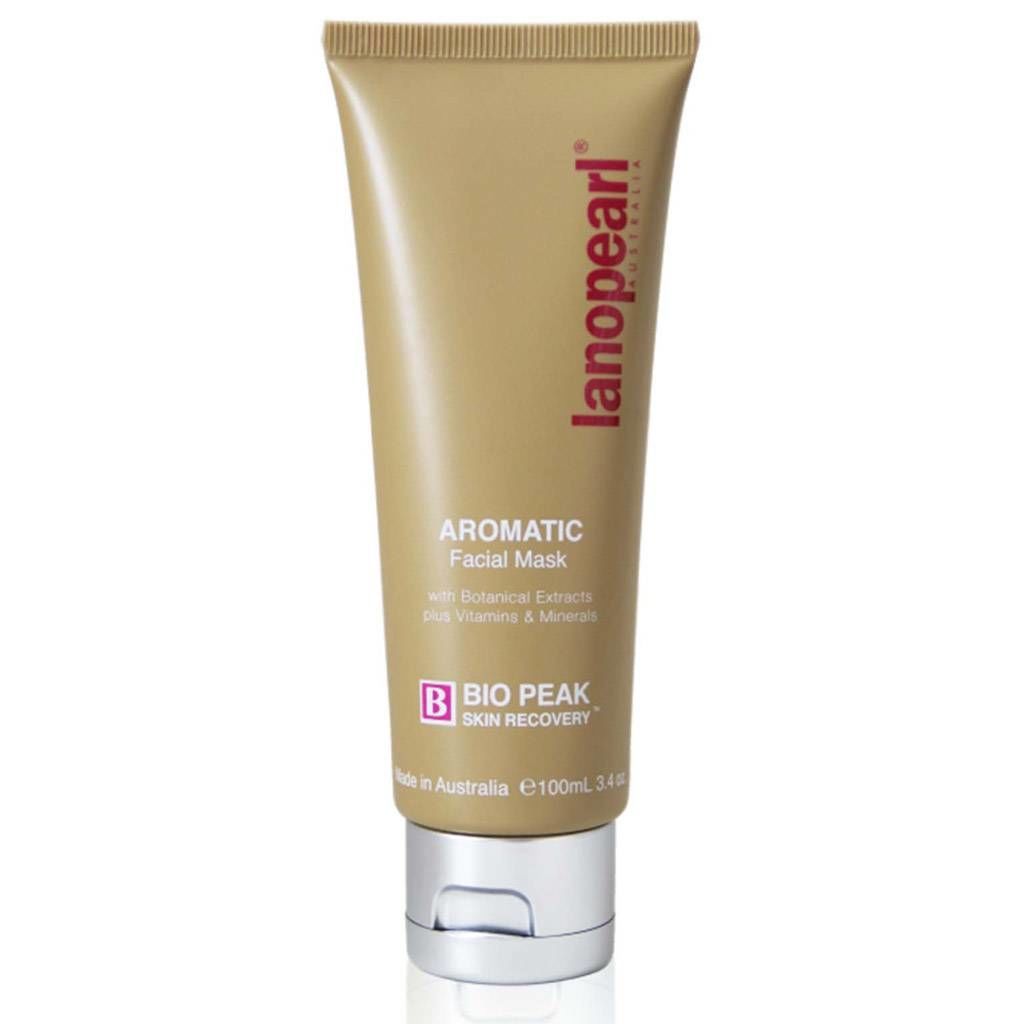 lanopearl®
AUSTRALIA
AROMATIC
Facial Mask
with Botanical Extracts
plus Vitamins & Minerals
B BIO PEAK
SKIN RECOVERY™
Made in Australia ℮100mL 3.4 oz.